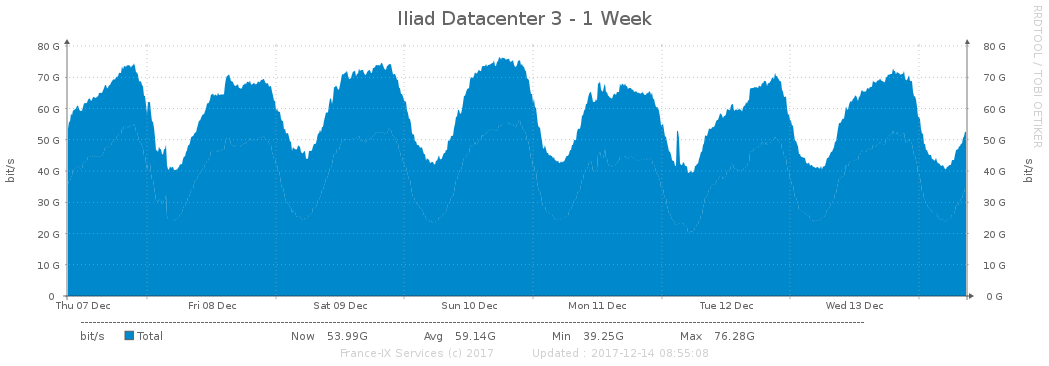 Iliad Datacenter 3 - 1 Week
RRDTOOL / TOBI OETIKER
bit/s
80 G 80 G
70 G 70 G
60 G 60 G
50 G 50 G
40 G 40 G
30 G 30 G
20 G 20 G
10 G 10 G
0 0 G
bit/s
Thu 07 Dec Fri 08 Dec Sat 09 Dec Sun 10 Dec Mon 11 Dec Tue 12 Dec Wed 13 Dec
bit/s Total Now 53.99G Avg 59.14G Min 39.25G Max 76.28G
France-IX Services (c) 2017 Updated : 2017-12-14 08:55:08